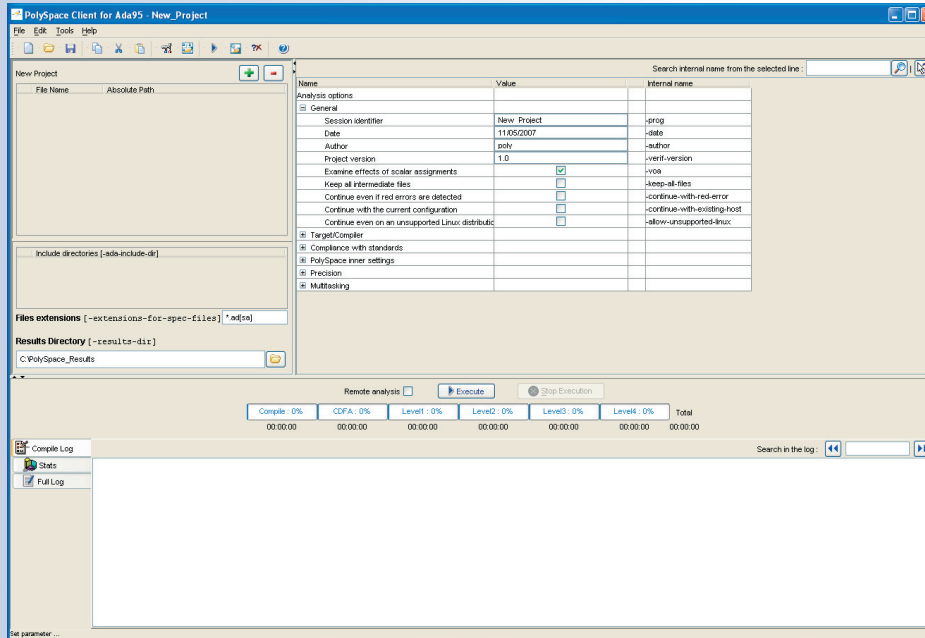 PolySpace Client for Ada95 - New_Project
File Edit Tools Help
New Project
File Name Absolute Path
Include directories [-ada-include-dir]
Files extensions [-extensions-for-spec-files] *.ad[sa]
Results Directory [-results-dir]
C:\PolySpace_Results
Search internal name from the selected line :
Name Value Internal name
Analysis options
General
Session identifier New_Project -prog
Date 11/05/2007 -date
Author poly -author
Project version 1.0 -verif-version
Examine effects of scalar assignments -voa
Keep all intermediate files -keep-all-files
Continue even if red errors are detected -continue-with-red-error
Continue with the current configuration -continue-with-existing-host
Continue even on an unsupported Linux distributic -allow-unsupported-linux
Target/Compiler
Compliance with standards
PolySpace inner settings
Precision
Multitasking
Remote analysis Execute Stop Execution
Compile : 0% CDFA : 0% Level1 : 0% Level2 : 0% Level3 : 0% Level4 : 0% Total
00:00:00 00:00:00 00:00:00 00:00:00 00:00:00 00:00:00 00:00:00
Compile Log Search in the log :
Stats
Full Log
Set parameter ...